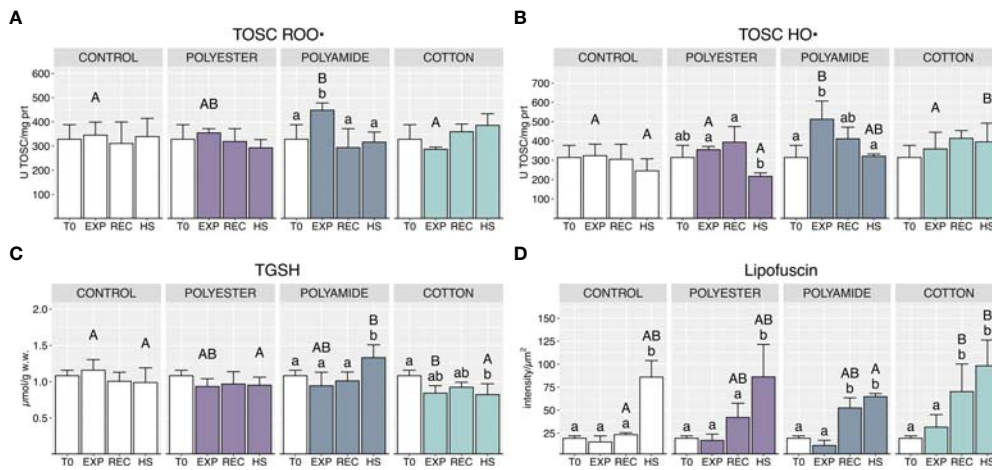 A
TOSC ROO•
CONTROL POLYESTER POLYAMIDE COTTON
U TOSC/mg prt
600
500
400
300
200
100
A
AB
a B b a a
A
T0 EXP REC HS T0 EXP REC HS T0 EXP REC HS T0 EXP REC HS
B
TOSC HO•
CONTROL POLYESTER POLYAMIDE COTTON
U TOSC/mg prt
700
600
500
400
300
200
100
A A
ab A a a A b
a B b ab AB a
A B
T0 EXP REC HS T0 EXP REC HS T0 EXP REC HS T0 EXP REC HS
C
TGSH
CONTROL POLYESTER POLYAMIDE COTTON
µmol/g w.w.
2.0
1.5
1.0
0.5
A A
AB A
a AB a a B b
a B ab ab A b
T0 EXP REC HS T0 EXP REC HS T0 EXP REC HS T0 EXP REC HS
D
Lipofuscin
CONTROL POLYESTER POLYAMIDE COTTON
intensity/µm²
150
125
100
75
50
25
a a A a AB b
a a AB a AB b
a a AB b A b
a a B b B b
T0 EXP REC HS T0 EXP REC HS T0 EXP REC HS T0 EXP REC HS